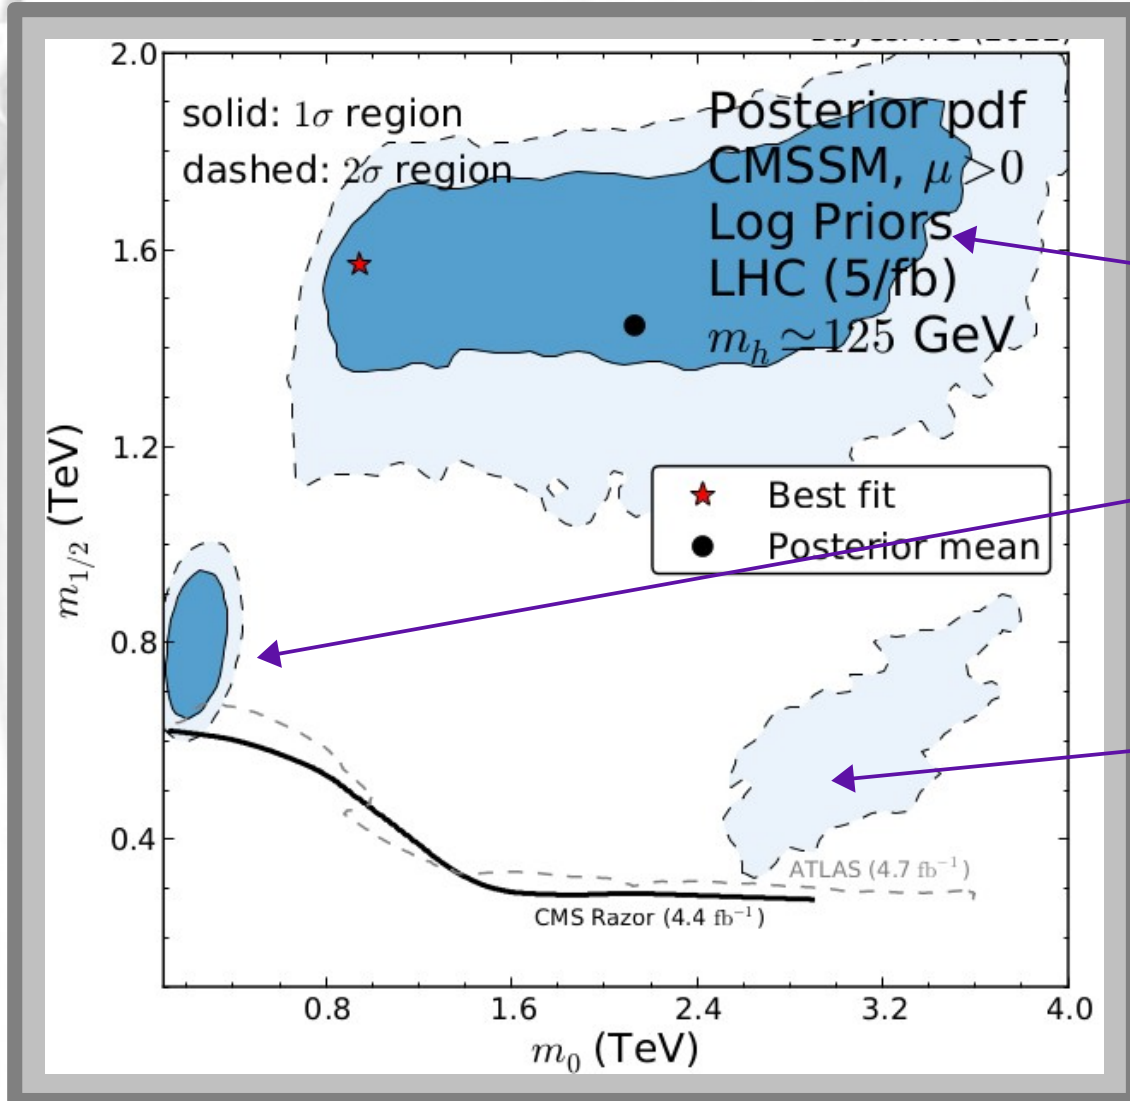 solid: 1σ region
dashed: 2σ region
Posterior pdf
CMSSM, μ > 0
Log Priors
LHC (5/fb)
m_h ≃ 125 GeV
Best fit
Posterior mean
ATLAS (4.7 fb⁻¹)
CMS Razor (4.4 fb⁻¹)
m_{1/2} (TeV)
2.0
1.6
1.2
0.8
0.4
0.8 1.6 2.4 3.2 4.0
m_0 (TeV)